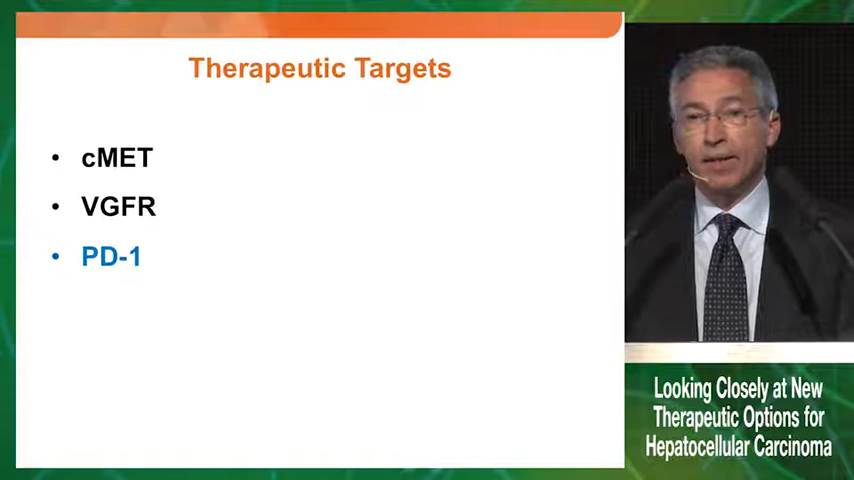 Therapeutic Targets
• cMET
• VGFR
• PD-1
Looking Closely at New
Therapeutic Options for
Hepatocellular Carcinoma